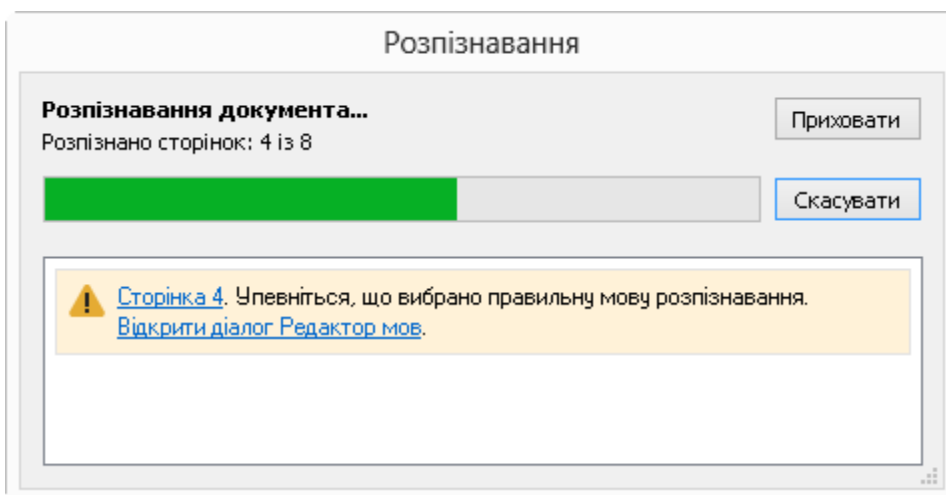 Розпізнавання
Розпізнавання документа...
Розпізнано сторінок: 4 із 8
Приховати
Скасувати
Сторінка 4. Упевніться, що вибрано правильну мову розпізнавання.
Відкрити діалог Редактор мов.